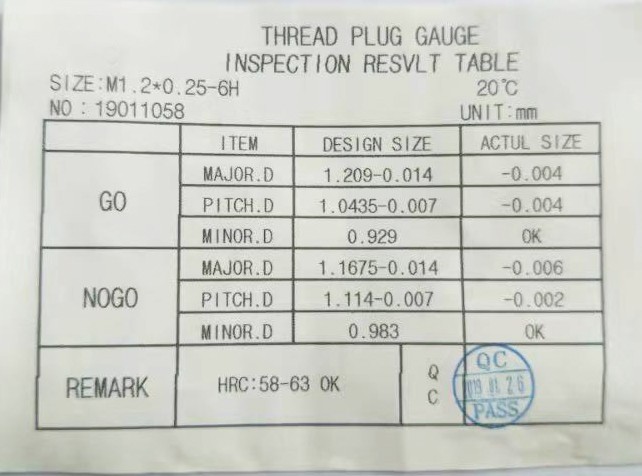 THREAD PLUG GAUGE
INSPECTION RESVLT TABLE
SIZE:M1.2*0.25-6H 20℃
NO : 19011058 UNIT:mm
ITEM DESIGN SIZE ACTUL SIZE
GO
MAJOR.D 1.209-0.014 -0.004
PITCH.D 1.0435-0.007 -0.004
MINOR.D 0.929 OK
NOGO
MAJOR.D 1.1675-0.014 -0.006
PITCH.D 1.114-0.007 -0.002
MINOR.D 0.983 OK
REMARK HRC:58-63 OK
Q
C
QC
26
PASS